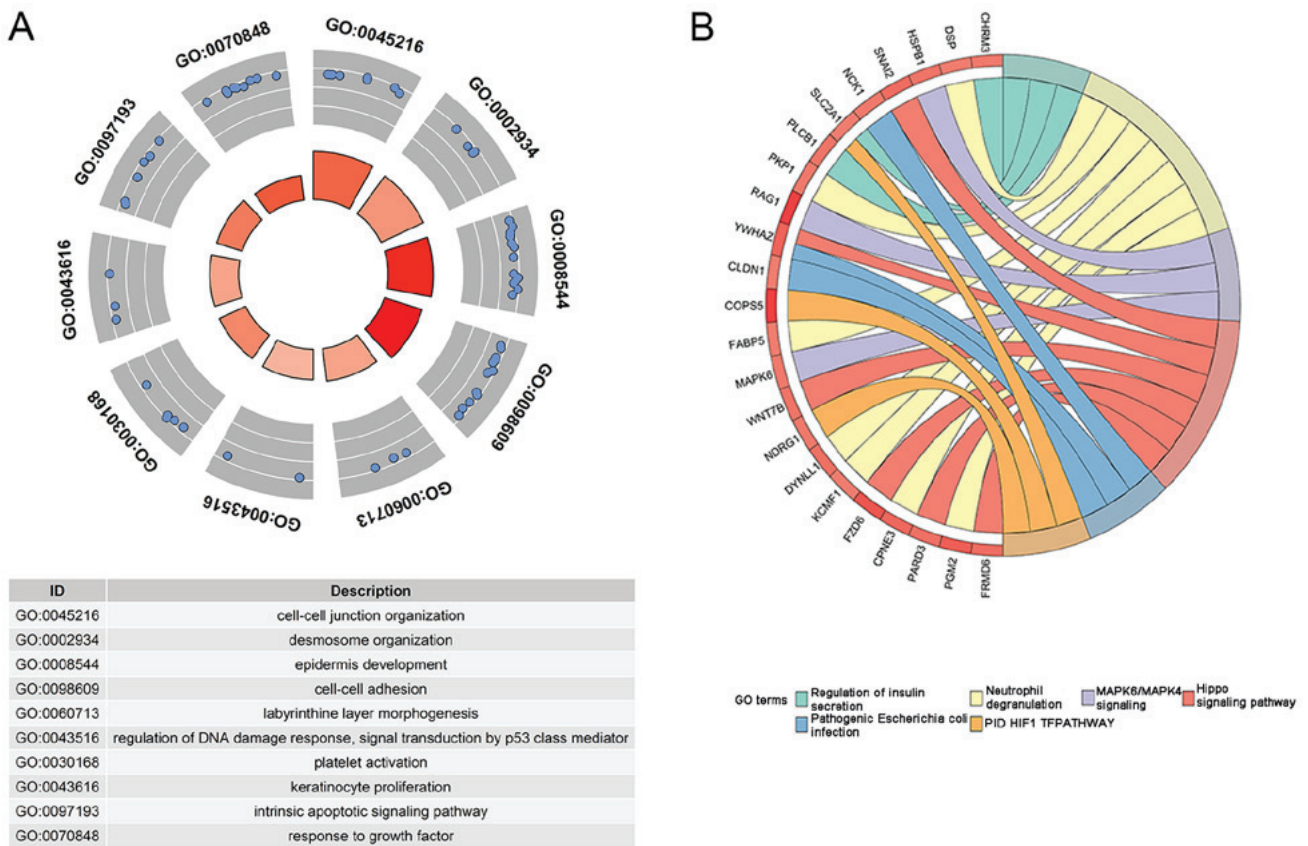 A
GO:0045216
GO:0002934
GO:0008544
GO:0098609
GO:0060713
GO:0043516
GO:0030168
GO:0043616
GO:0097193
GO:0070848
ID Description
GO:0045216 cell-cell junction organization
GO:0002934 desmosome organization
GO:0008544 epidermis development
GO:0098609 cell-cell adhesion
GO:0060713 labyrinthine layer morphogenesis
GO:0043516 regulation of DNA damage response, signal transduction by p53 class mediator
GO:0030168 platelet activation
GO:0043616 keratinocyte proliferation
GO:0097193 intrinsic apoptotic signaling pathway
GO:0070848 response to growth factor
B
CHRM3
DSP
HSPB1
SNAI2
NCK1
SLC2A1
PLCB1
PKP1
RAG1
YWHAZ
CLDN1
COPS5
FABP5
MAPK6
WNT7B
NDRG1
DYNLL1
KCMF1
FZD6
CPNE3
PARD3
PGM2
FRMD6
GO terms
Regulation of insulin
secretion
Neutrophil
degranulation
MAPK6/MAPK4
signaling
Hippo
signaling pathway
Pathogenic Escherichia coli
infection
PID HIF1 TFPATHWAY